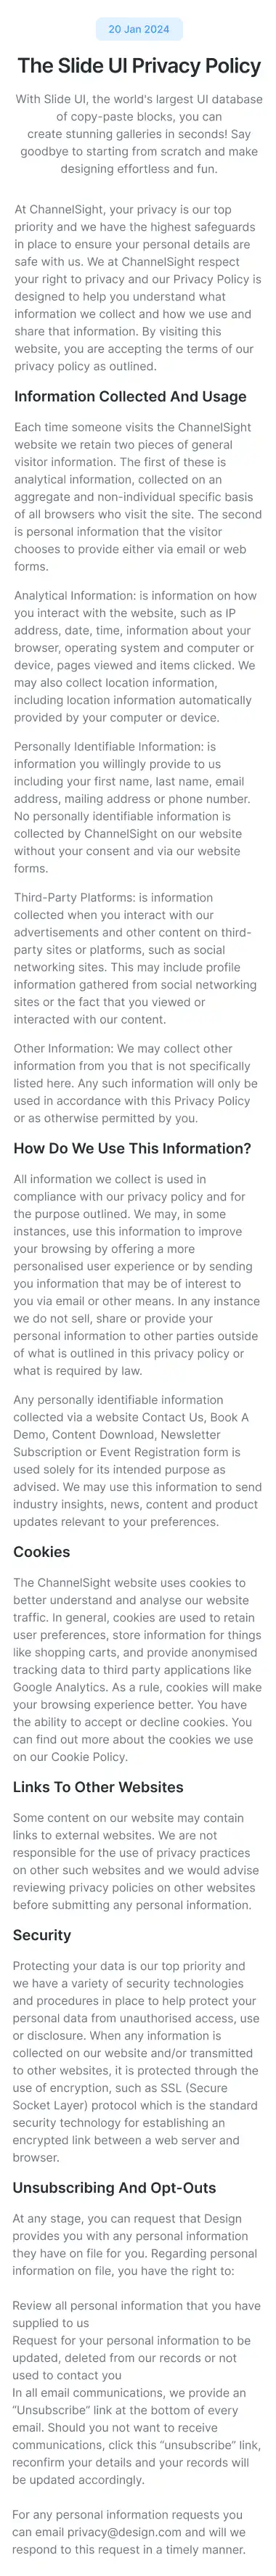 20 Jan 2024
The Slide UI Privacy Policy
With Slide UI, the world's largest UI database
of copy-paste blocks, you can
create stunning galleries in seconds! Say
goodbye to starting from scratch and make
designing effortless and fun.
At ChannelSight, your privacy is our top
priority and we have the highest safeguards
in place to ensure your personal details are
safe with us. We at ChannelSight respect
your right to privacy and our Privacy Policy is
designed to help you understand what
information we collect and how we use and
share that information. By visiting this
website, you are accepting the terms of our
privacy policy as outlined.
Information Collected And Usage
Each time someone visits the ChannelSight
website we retain two pieces of general
visitor information. The first of these is
analytical information, collected on an
aggregate and non-individual specific basis
of all browsers who visit the site. The second
is personal information that the visitor
chooses to provide either via email or web
forms.
Analytical Information: is information on how
you interact with the website, such as IP
address, date, time, information about your
browser, operating system and computer or
device, pages viewed and items clicked. We
may also collect location information,
including location information automatically
provided by your computer or device.
Personally Identifiable Information: is
information you willingly provide to us
including your first name, last name, email
address, mailing address or phone number.
No personally identifiable information is
collected by ChannelSight on our website
without your consent and via our website
forms.
Third-Party Platforms: is information
collected when you interact with our
advertisements and other content on third-
party sites or platforms, such as social
networking sites. This may include profile
information gathered from social networking
sites or the fact that you viewed or
interacted with our content.
Other Information: We may collect other
information from you that is not specifically
listed here. Any such information will only be
used in accordance with this Privacy Policy
or as otherwise permitted by you.
How Do We Use This Information?
All information we collect is used in
compliance with our privacy policy and for
the purpose outlined. We may, in some
instances, use this information to improve
your browsing by offering a more
personalised user experience or by sending
you information that may be of interest to
you via email or other means. In any instance
we do not sell, share or provide your
personal information to other parties outside
of what is outlined in this privacy policy or
what is required by law.
Any personally identifiable information
collected via a website Contact Us, Book A
Demo, Content Download, Newsletter
Subscription or Event Registration form is
used solely for its intended purpose as
advised. We may use this information to send
industry insights, news, content and product
updates relevant to your preferences.
Cookies
The ChannelSight website uses cookies to
better understand and analyse our website
traffic. In general, cookies are used to retain
user preferences, store information for things
like shopping carts, and provide anonymised
tracking data to third party applications like
Google Analytics. As a rule, cookies will make
your browsing experience better. You have
the ability to accept or decline cookies. You
can find out more about the cookies we use
on our Cookie Policy.
Links To Other Websites
Some content on our website may contain
links to external websites. We are not
responsible for the use of privacy practices
on other such websites and we would advise
reviewing privacy policies on other websites
before submitting any personal information.
Security
Protecting your data is our top priority and
we have a variety of security technologies
and procedures in place to help protect your
personal data from unauthorised access, use
or disclosure. When any information is
collected on our website and/or transmitted
to other websites, it is protected through the
use of encryption, such as SSL (Secure
Socket Layer) protocol which is the standard
security technology for establishing an
encrypted link between a web server and
browser.
Unsubscribing And Opt-Outs
At any stage, you can request that Design
provides you with any personal information
they have on file for you. Regarding personal
information on file, you have the right to:
Review all personal information that you have
supplied to us
Request for your personal information to be
updated, deleted from our records or not
used to contact you
In all email communications, we provide an
“Unsubscribe” link at the bottom of every
email. Should you not want to receive
communications, click this “unsubscribe” link,
reconfirm your details and your records will
be updated accordingly.
For any personal information requests you
can email privacy@design.com and will we
respond to this request in a timely manner.